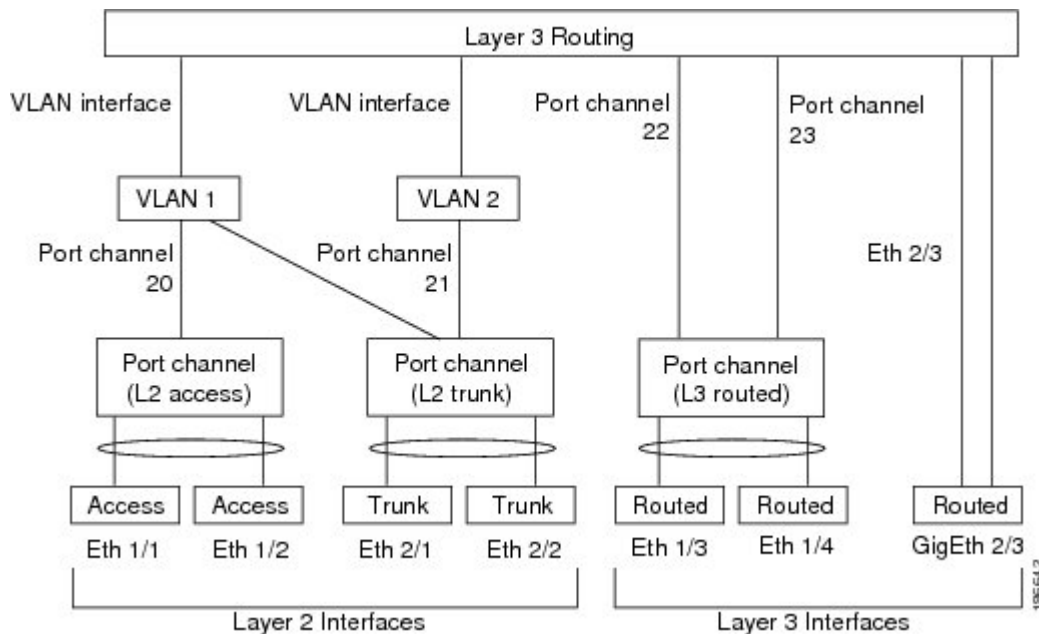 Layer 3 Routing
VLAN interface
VLAN interface
Port channel
22
Port channel
23
VLAN 1
VLAN 2
Port channel
20
Port channel
21
Eth 2/3
Port channel
(L2 access)
Port channel
(L2 trunk)
Port channel
(L3 routed)
Access
Access
Trunk
Trunk
Routed
Routed
Routed
Eth 1/1
Eth 1/2
Eth 2/1
Eth 2/2
Eth 1/3
Eth 1/4
GigEth 2/3
Layer 2 Interfaces
Layer 3 Interfaces